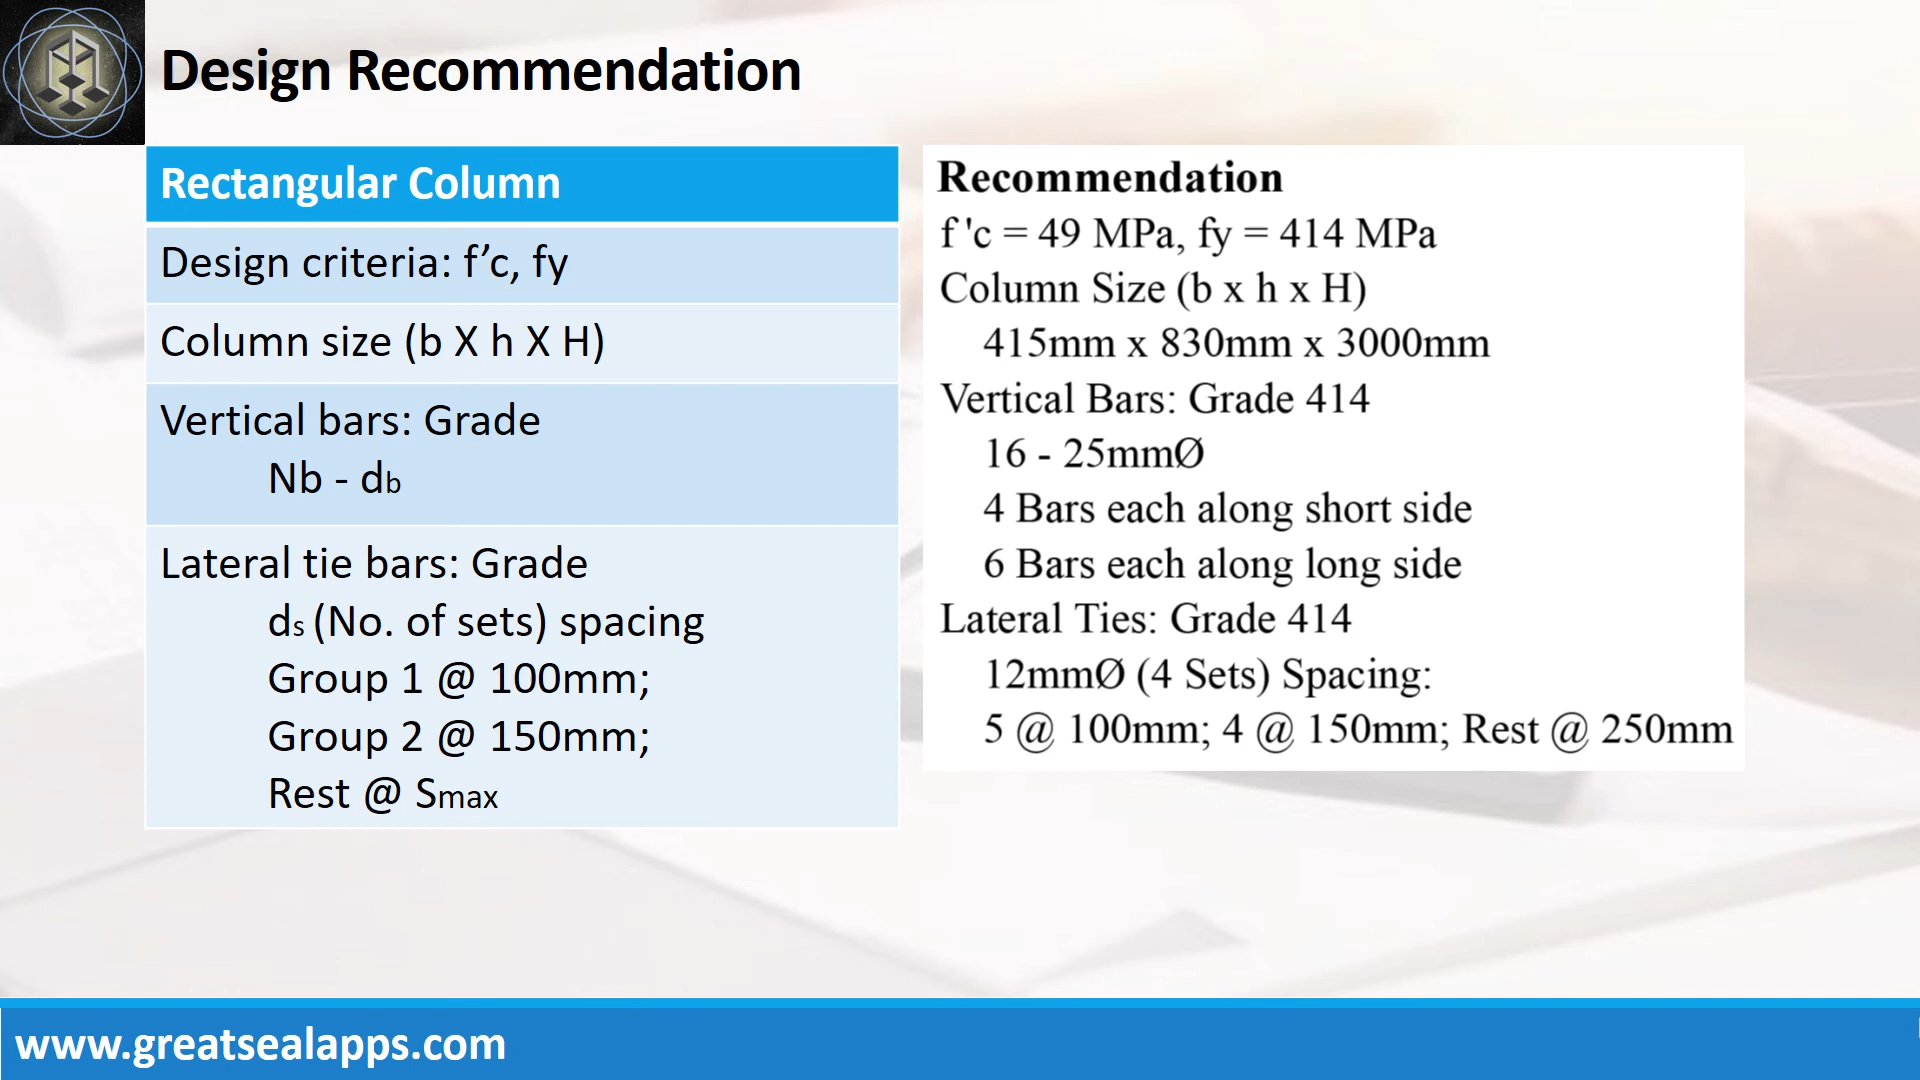 Design Recommendation
Rectangular Column
Design criteria: f’c, fy
Column size (b X h X H)
Vertical bars: Grade
Nb - db
Lateral tie bars: Grade
ds (No. of sets) spacing
Group 1 @ 100mm;
Group 2 @ 150mm;
Rest @ Smax
Recommendation
f 'c = 49 MPa, fy = 414 MPa
Column Size (b x h x H)
415mm x 830mm x 3000mm
Vertical Bars: Grade 414
16 - 25mmØ
4 Bars each along short side
6 Bars each along long side
Lateral Ties: Grade 414
12mmØ (4 Sets) Spacing:
5 @ 100mm; 4 @ 150mm; Rest @ 250mm
www.greatsealapps.com